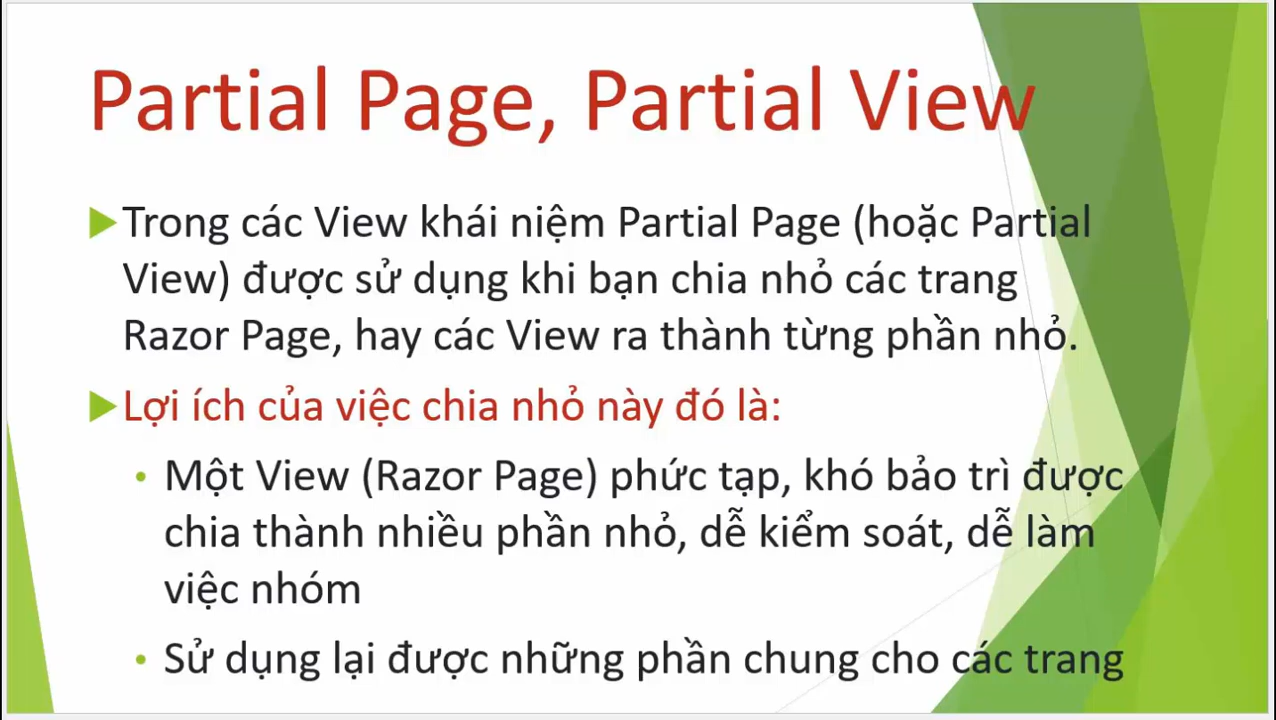 Partial Page, Partial View
Trong các View khái niệm Partial Page (hoặc Partial
View) được sử dụng khi bạn chia nhỏ các trang
Razor Page, hay các View ra thành từng phần nhỏ.
Lợi ích của việc chia nhỏ này đó là:
Một View (Razor Page) phức tạp, khó bảo trì được
chia thành nhiều phần nhỏ, dễ kiểm soát, dễ làm
việc nhóm
Sử dụng lại được những phần chung cho các trang